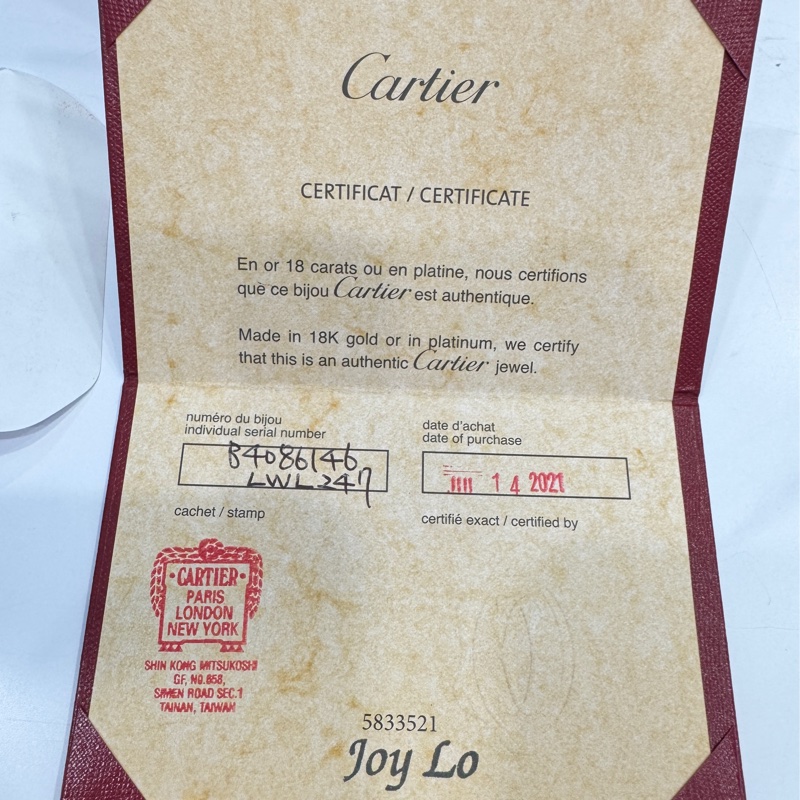 Cartier
CERTIFICAT / CERTIFICATE
En or 18 carats ou en platine, nous certifions
que ce bijou Cartier est authentique.
Made in 18K gold or in platinum, we certify
that this is an authentic Cartier jewel.
numéro du bijou
individual serial number
B4086146
LWL247
date d'achat
date of purchase
14 2021
cachet / stamp
certifié exact / certified by
·CARTIER·
PARIS
LONDON
NEW YORK
SHIN KONG MITSUKOSHI
GF, NO.658,
SIMEN ROAD SEC.1
TAINAN, TAIWAN
5833521
Joy Lo